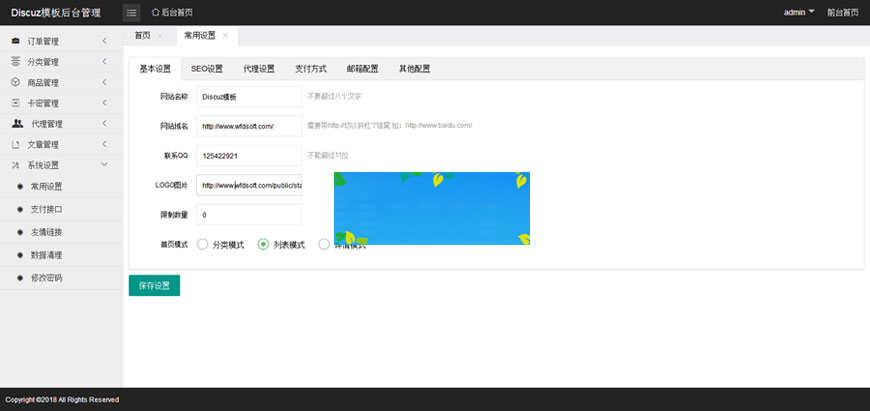 Discuz模板后台管理
后台首页
admin
前台首页
订单管理
分类管理
商品管理
卡密管理
代理管理
文章管理
系统设置
常用设置
支付接口
友情链接
数据清理
修改密码
首页
常用设置
基本设置 SEO设置 代理设置 支付方式 邮箱配置 其他配置
网站名称 Discuz模板 不要超过八个汉字
网站域名 http://www.wfdsoft.com/ 需要带http://切以斜杠"/"结尾 如：http://www.baidu.com/
联系QQ 125422921 不能超过11位
LOGO图片 http://www.wfdsoft.com/public/sta
限制数量 0
首页模式 分类模式 列表模式 详情模式
保存设置
Copyright ©2018 All Rights Reserved